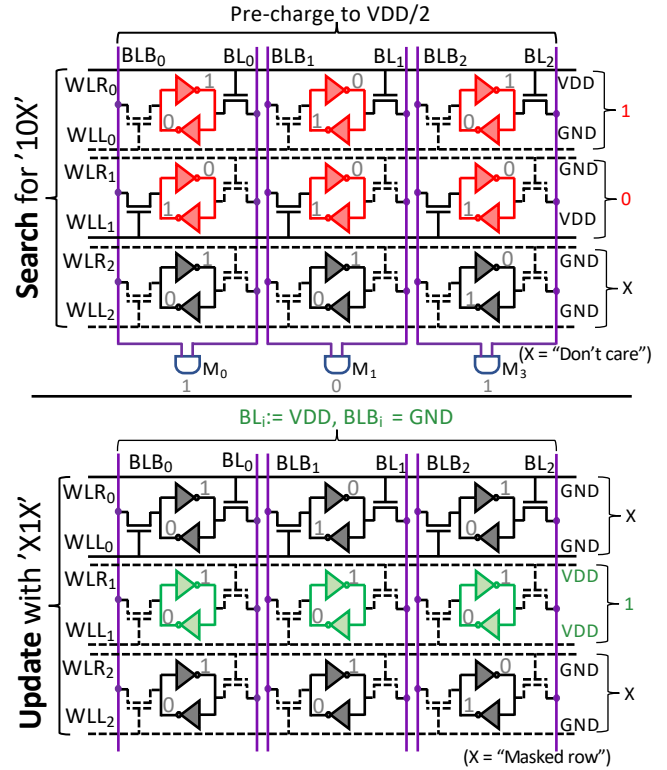 Pre-charge to VDD/2
BLB0 BL0 BLB1 BL1 BLB2 BL2
Search for '10X'
WLR0 1 0 1 VDD
WLL0 0 1 0 GND
1
WLR1 0 0 0 GND
WLL1 1 1 1 VDD
0
WLR2 1 1 0 GND
WLL2 0 0 1 GND
X
M0 M1 M3
1 0 1
(X = "Don't care")
BLi:= VDD, BLBi = GND
BLB0 BL0 BLB1 BL1 BLB2 BL2
Update with 'X1X'
WLR0 1 0 1 GND
WLL0 0 1 0 GND
X
WLR1 1 1 1 VDD
WLL1 0 0 0 VDD
1
WLR2 1 1 0 GND
WLL2 0 0 1 GND
X
(X = "Masked row")